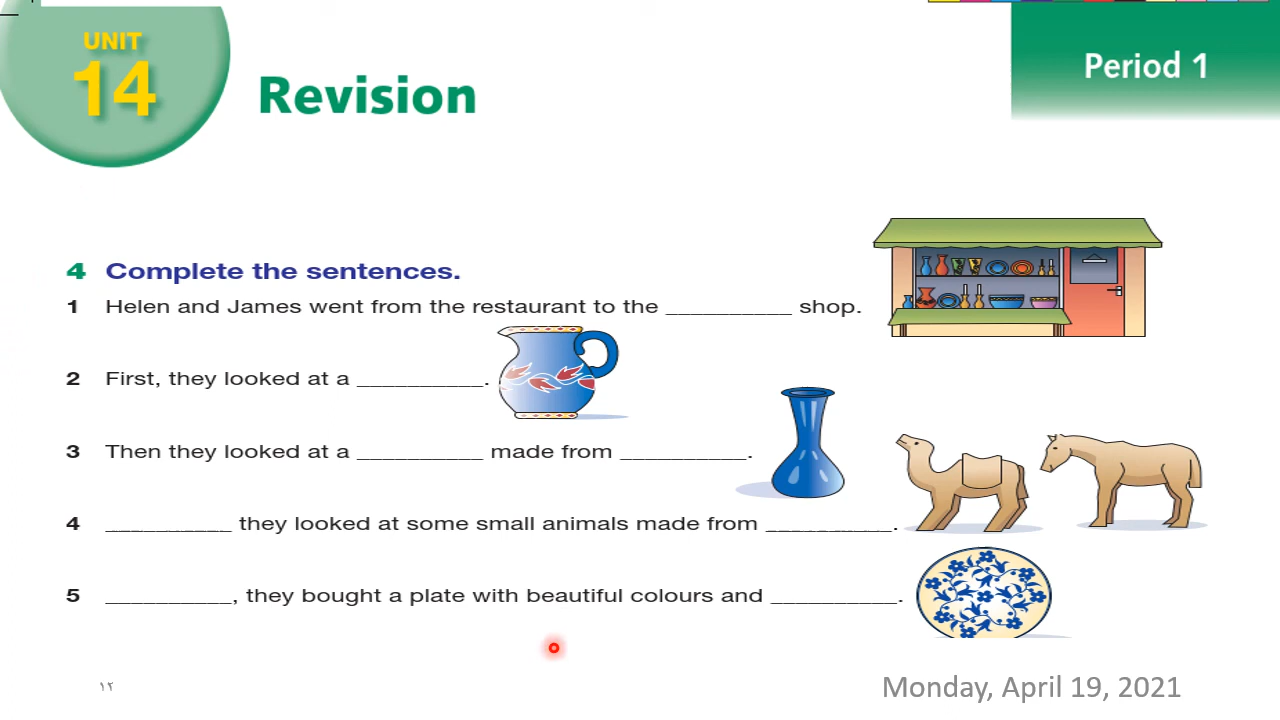 UNIT
14
Revision
Period 1
4 Complete the sentences.
1 Helen and James went from the restaurant to the __________ shop.
2 First, they looked at a __________.
3 Then they looked at a __________ made from __________.
4 __________ they looked at some small animals made from __________.
5 __________, they bought a plate with beautiful colours and __________.
١٢
Monday, April 19, 2021